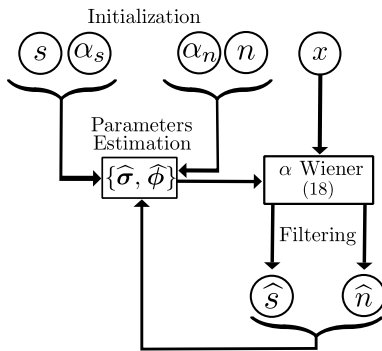 Initialization
s α_s α_n n x
Parameters
Estimation
{σ̂, ϕ̂}
α Wiener
(18)
Filtering
ŝ n̂